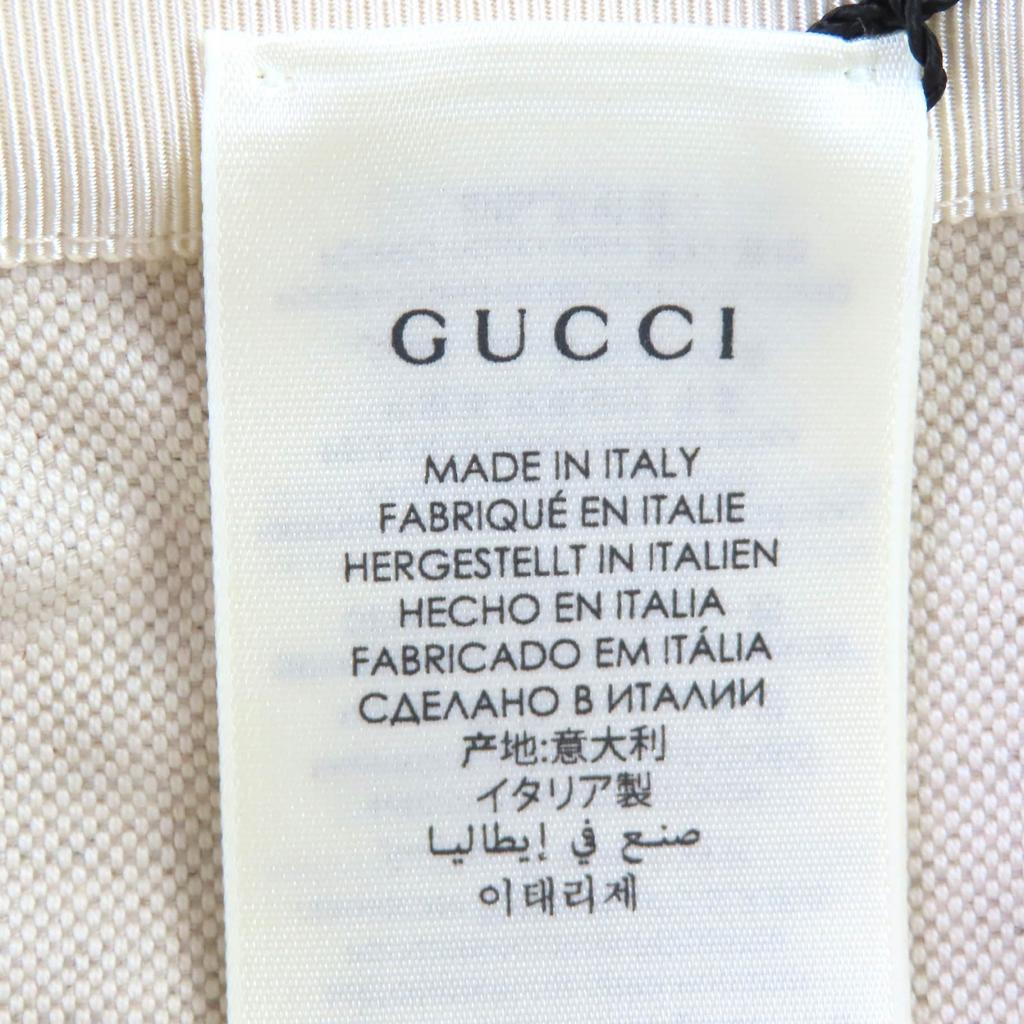 GUCCI
MADE IN ITALY
FABRIQUÉ EN ITALIE
HERGESTELLT IN ITALIEN
HECHO EN ITALIA
FABRICADO EM ITÁLIA
СДЕЛАНО В ИТАЛИИ
产地:意大利
イタリア製
صنع في إيطاليا
이태리제